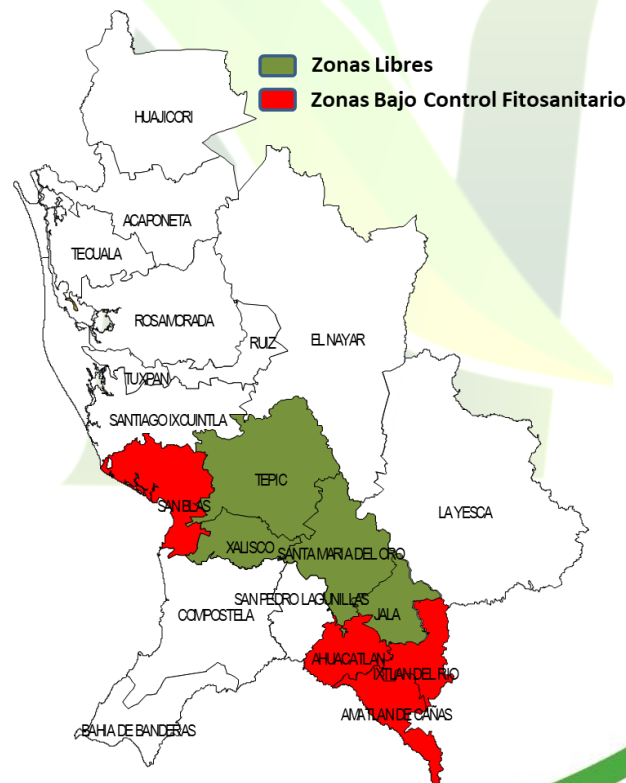 Zonas Libres
Zonas Bajo Control Fitosanitario
HUAJICORI
ACAPONETA
TECUALA
ROSAMORADA
RUIZ
EL NAYAR
TUXPAN
SANTIAGO IXCUINTLA
TEPIC
SAN BLAS
LA YESCA
XALISCO
SANTA MARIA DEL ORO
SAN PEDRO LAGUNILLAS
JALA
COMPOSTELA
AHUACATLAN
IXTLAN DEL RIO
AMATLAN DE CAÑAS
BAHIA DE BANDERAS